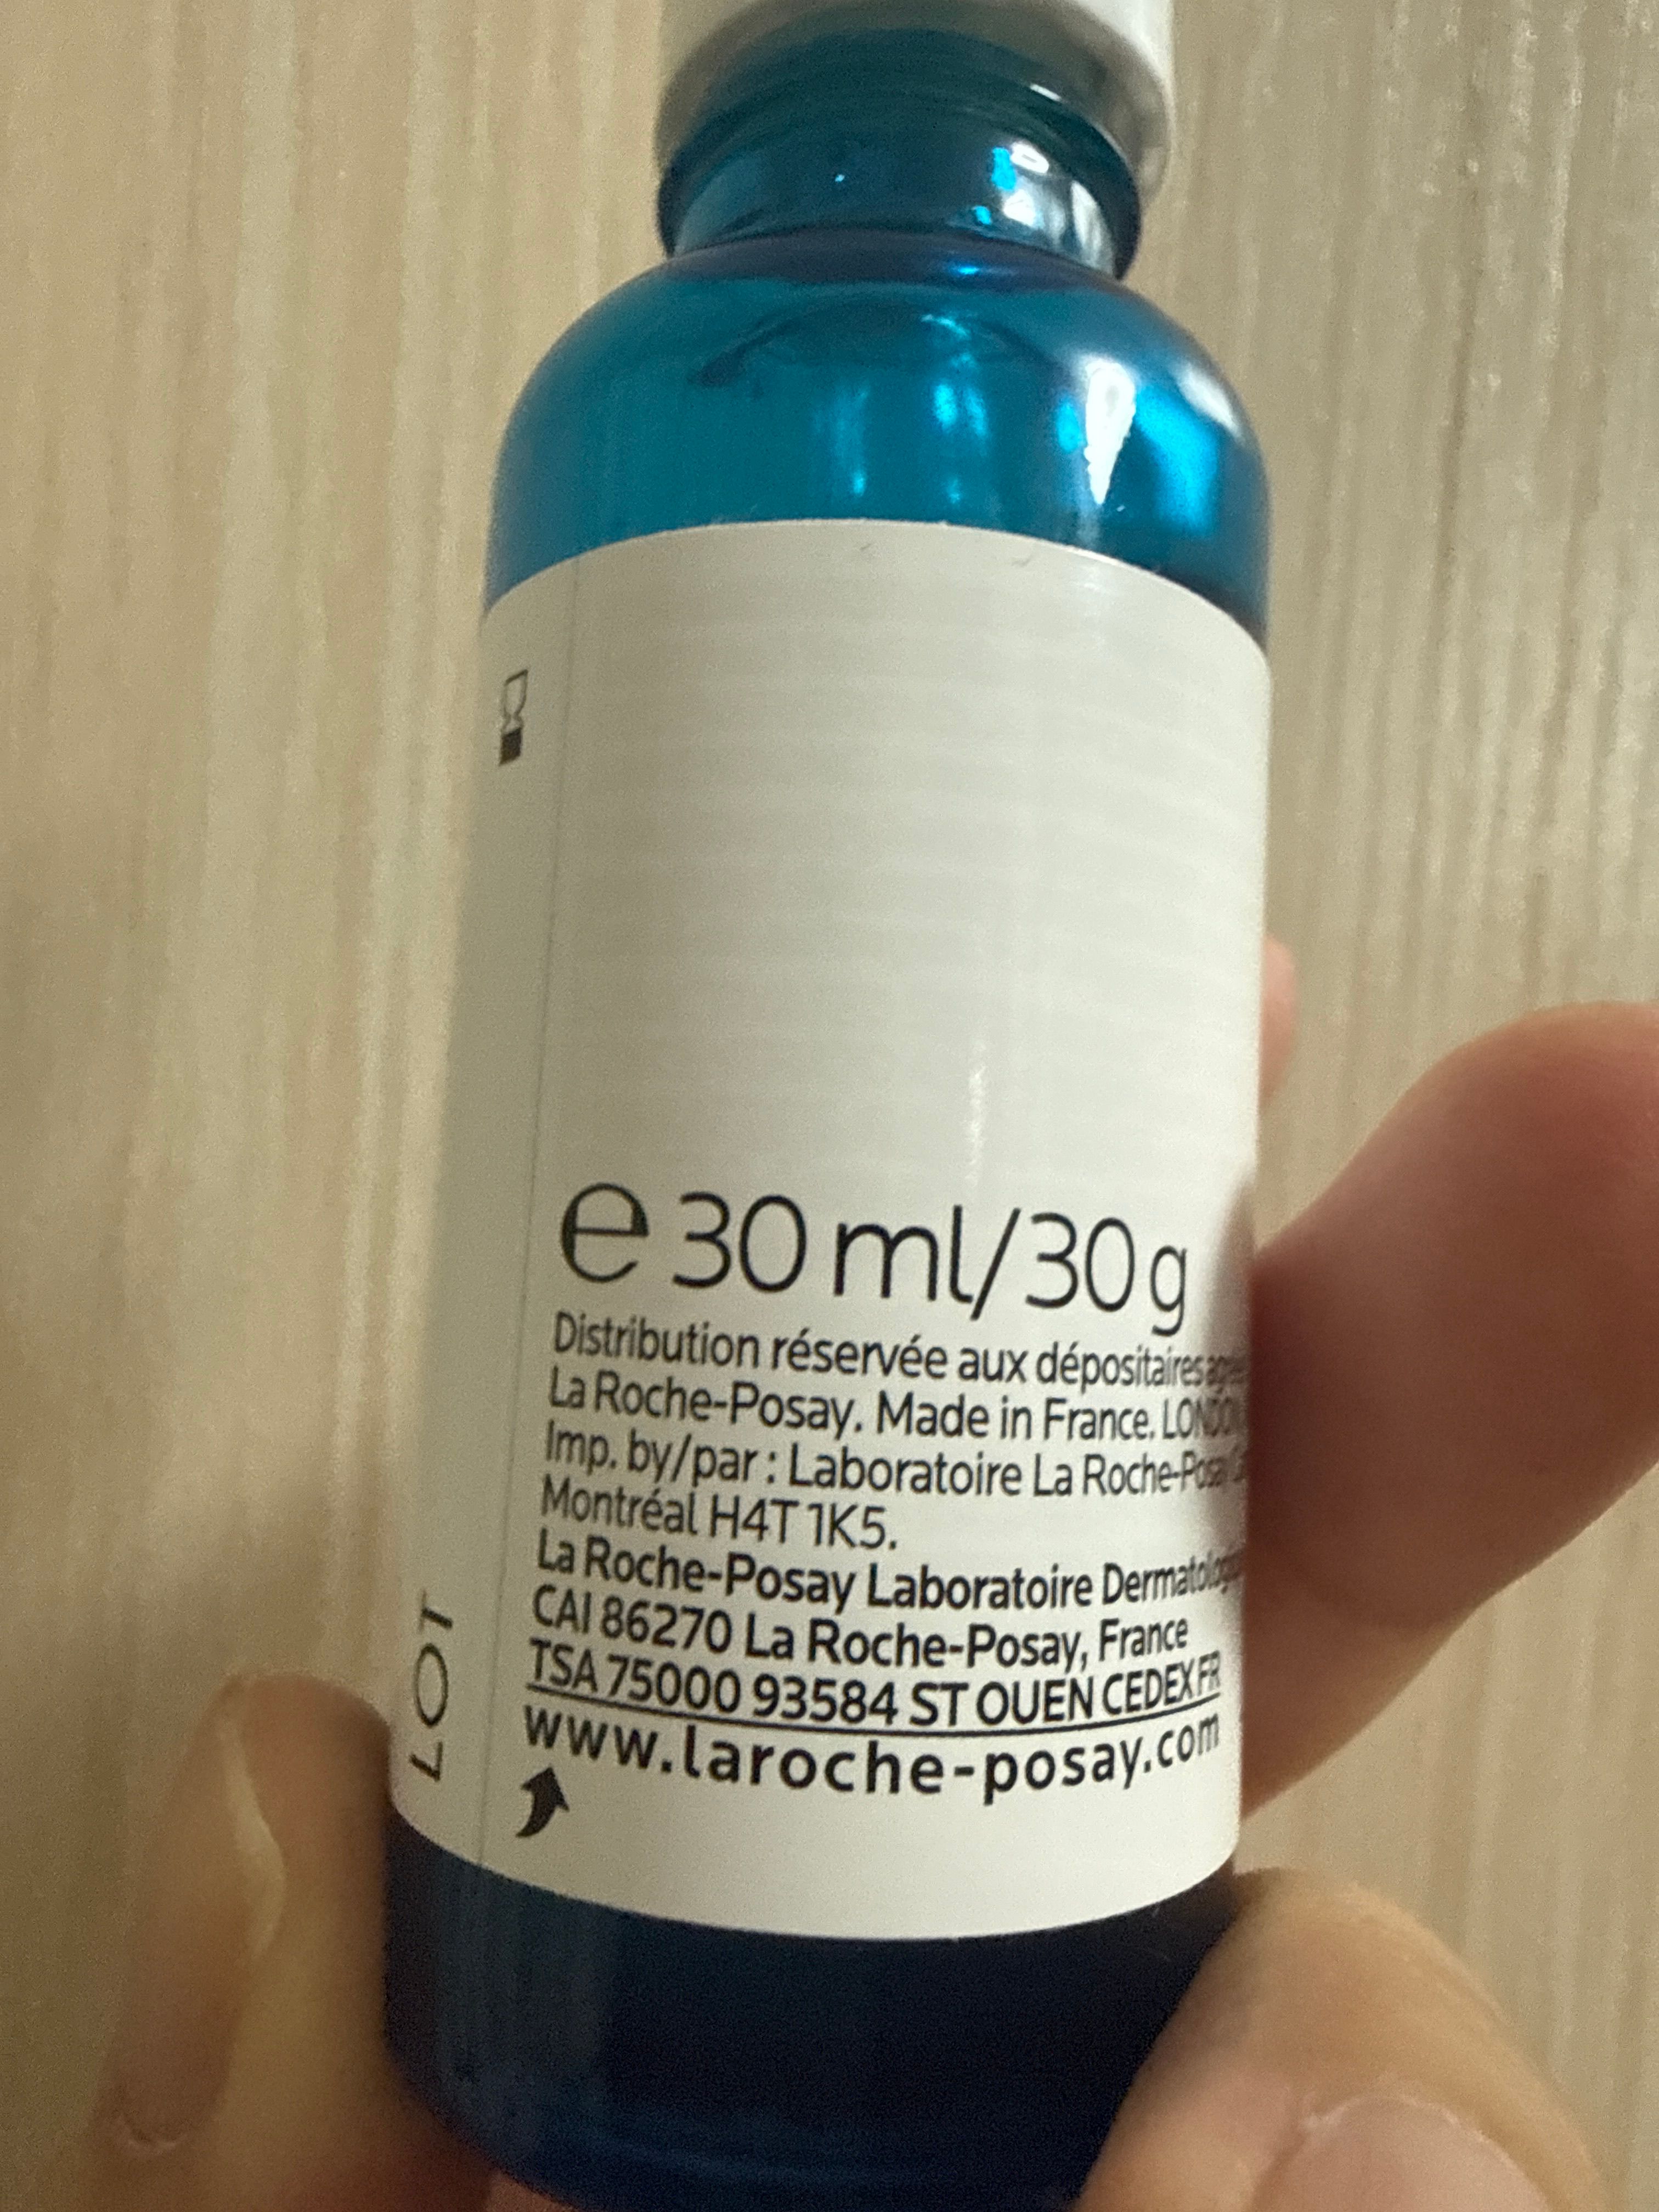 ℮ 30 ml/30 g
Distribution réservée aux dépositaires
La Roche-Posay. Made in France. LONDON
Imp. by/par : Laboratoire La Roche-Posay
Montréal H4T 1K5.
La Roche-Posay Laboratoire
CAI 86270 La Roche-Posay, France
TSA 75000 93584 ST OUEN CEDEX FR
www.laroche-posay.com
LOT